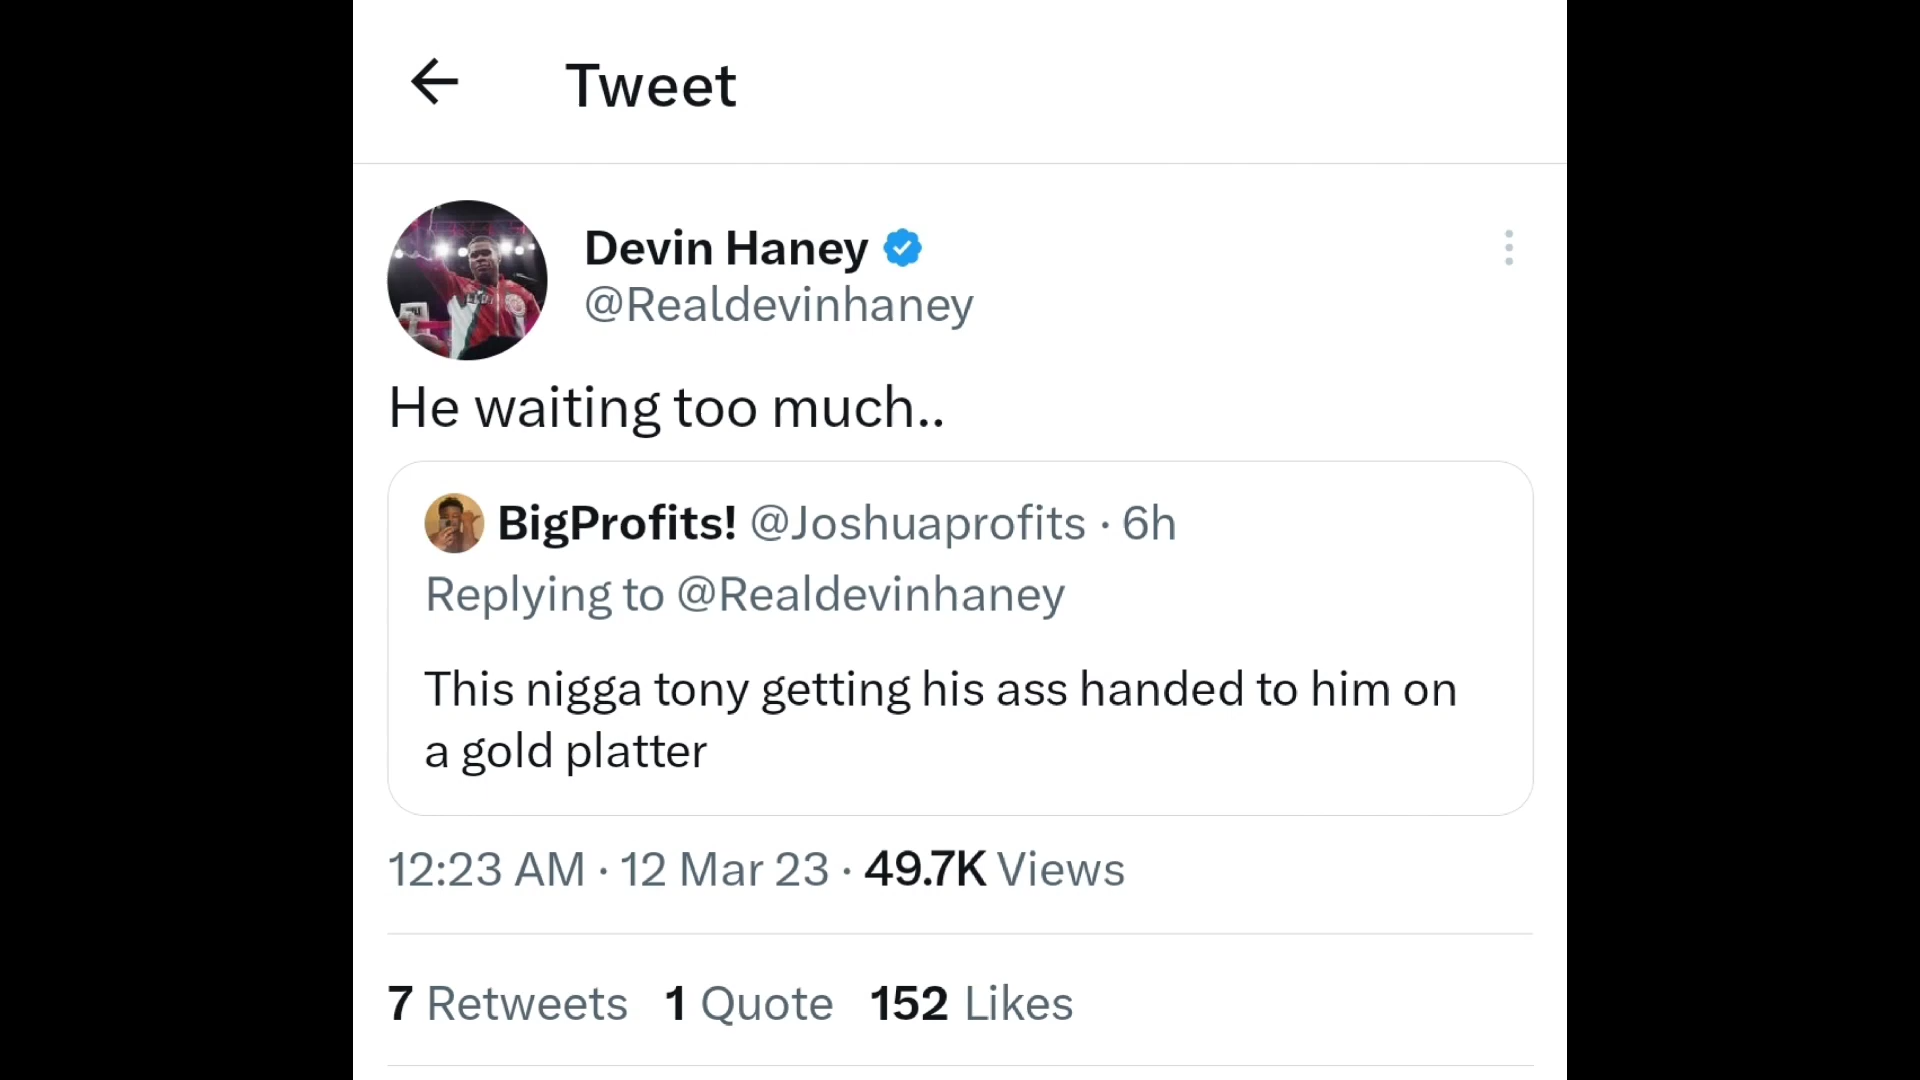 Tweet
Devin Haney
@Realdevinhaney
He waiting too much..
BigProfits! @Joshuaprofits · 6h
Replying to @Realdevinhaney
This nigga tony getting his ass handed to him on
a gold platter
12:23 AM · 12 Mar 23 · 49.7K Views
7 Retweets 1 Quote 152 Likes